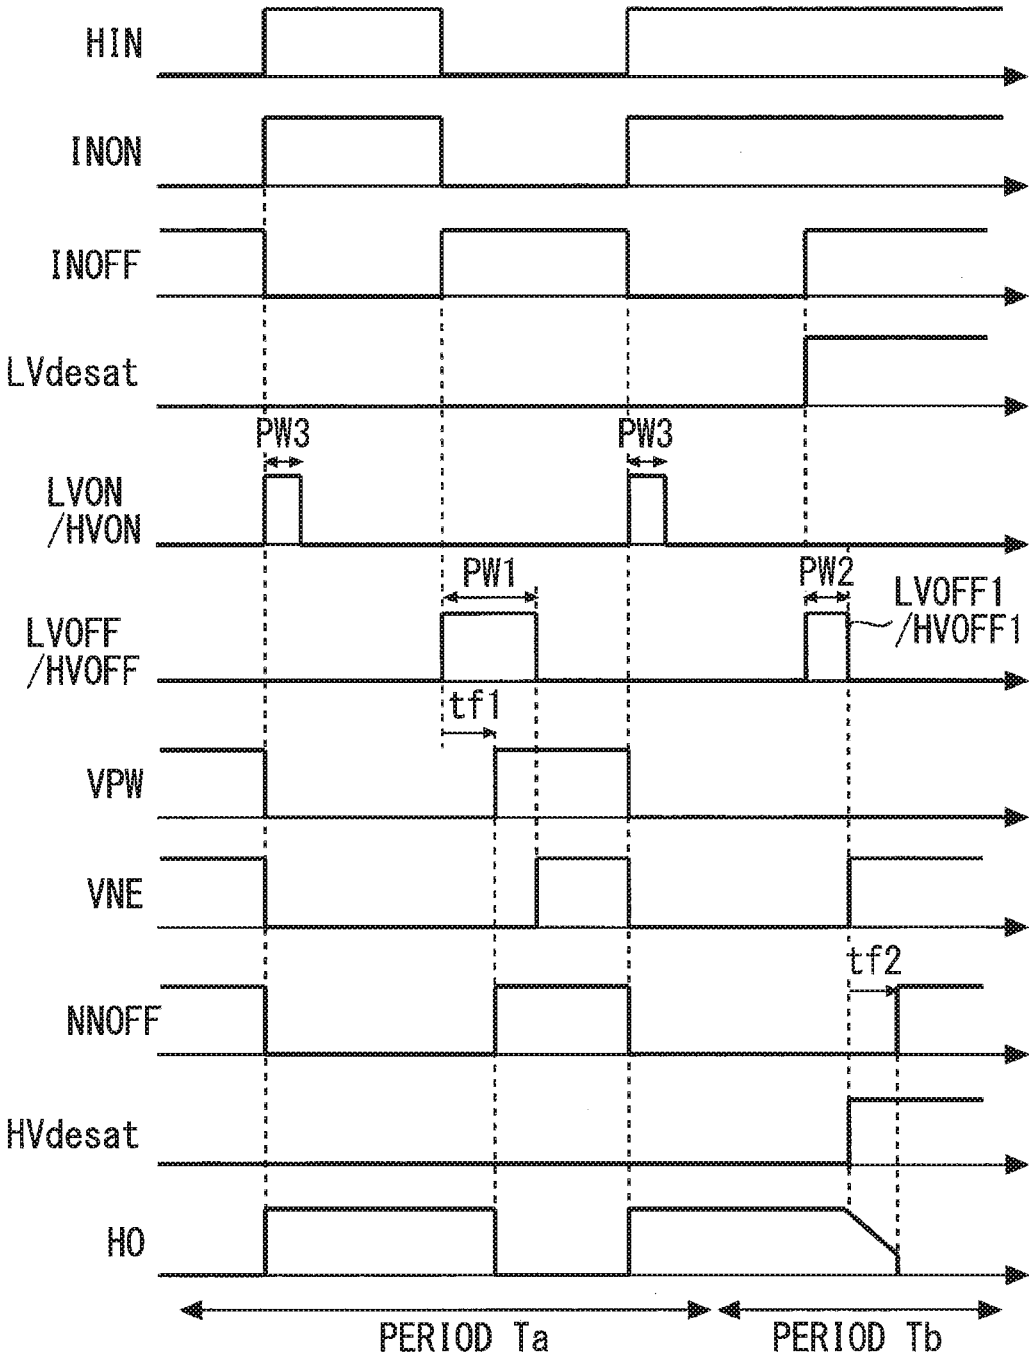 HIN
INON
INOFF
LVdesat
PW3 PW3
LVON
/HVON
PW1 PW2
LVOFF
/HVOFF
LVOFF1
/HVOFF1
tf1
VPW
VNE
tf2
NNOFF
HVdesat
HO
PERIOD Ta PERIOD Tb